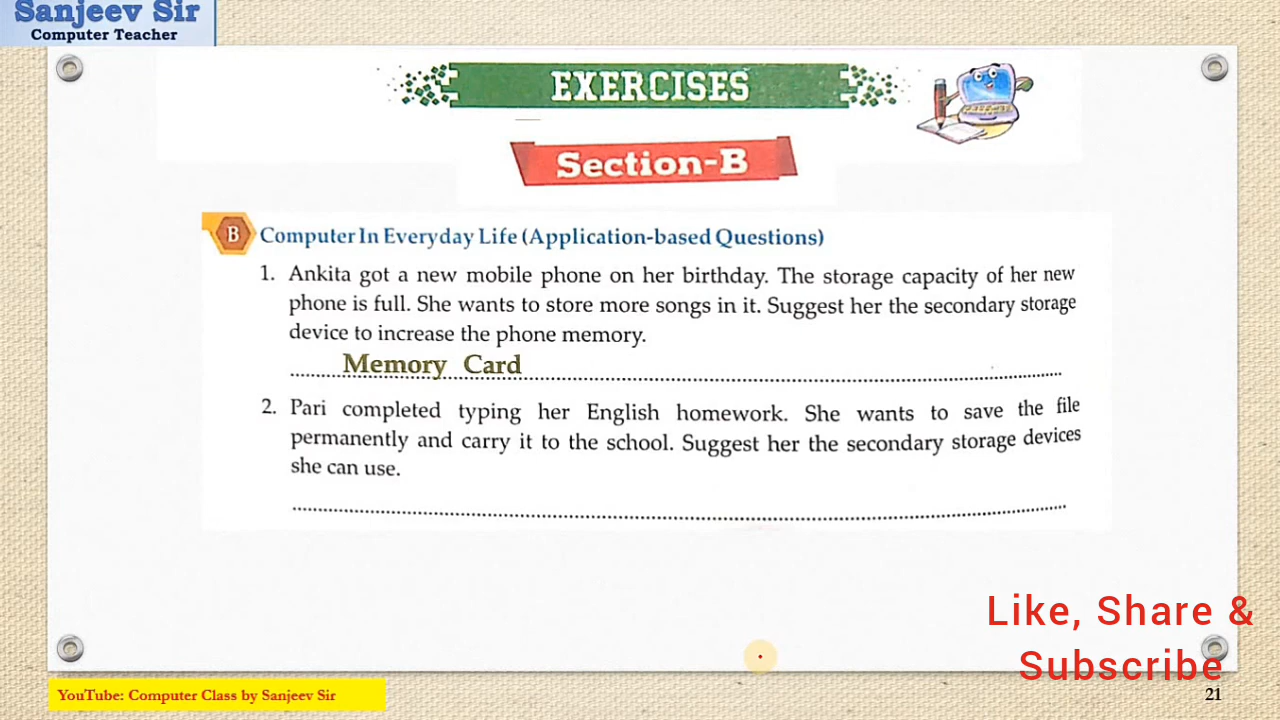 Sanjeev Sir
Computer Teacher
EXERCISES
Section-B
B Computer In Everyday Life (Application-based Questions)
1. Ankita got a new mobile phone on her birthday. The storage capacity of her new
phone is full. She wants to store more songs in it. Suggest her the secondary storage
device to increase the phone memory.
Memory Card
2. Pari completed typing her English homework. She wants to save the file
permanently and carry it to the school. Suggest her the secondary storage devices
she can use.
Like, Share &
Subscribe
YouTube: Computer Class by Sanjeev Sir
21